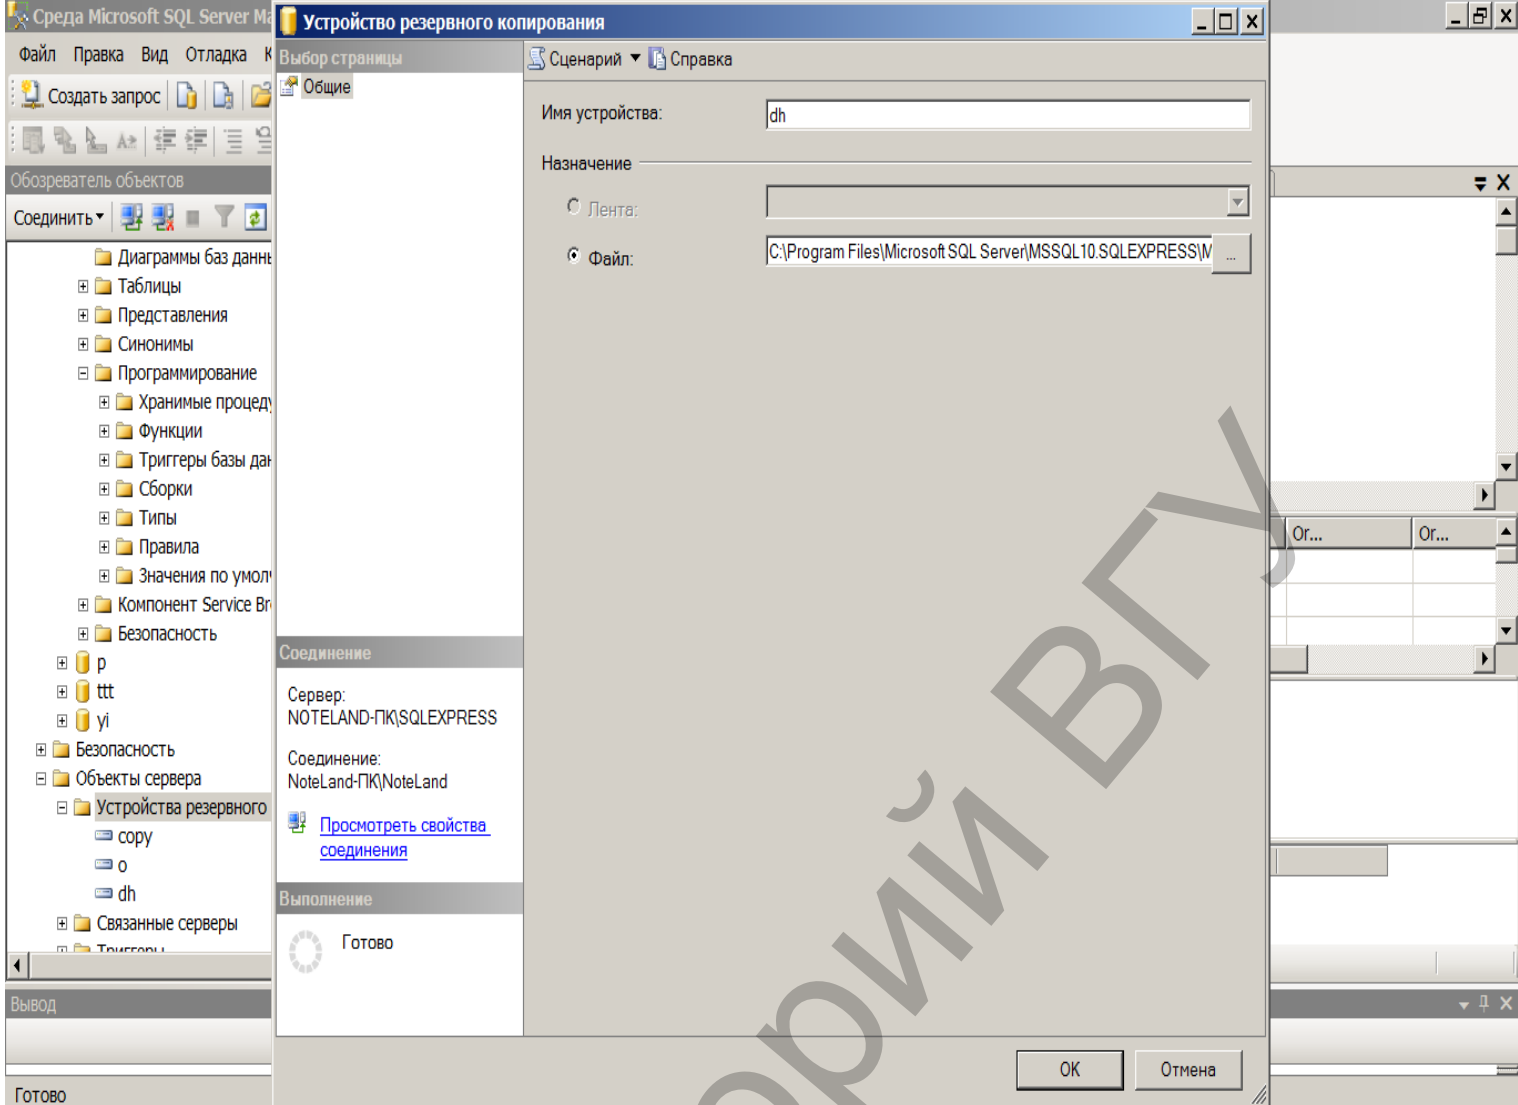 Среда Microsoft SQL Server Ma
Устройство резервного копирования
Файл Правка Вид Отладка К
Выбор страницы
Сценарий Справка
Создать запрос
Общие
Имя устройства: dh
Назначение
Обозреватель объектов
Соединить
Лента:
Файл: C:\Program Files\Microsoft SQL Server\MSSQL10.SQLEXPRESS\M ...
Диаграммы баз данн
Таблицы
Представления
Синонимы
Программирование
Хранимые процеду
Функции
Триггеры базы дан
Сборки
Типы
Or... Or...
Правила
Значения по умол
Компонент Service Br
Безопасность
p
ttt
yi
Безопасность
Объекты сервера
Устройства резервного
copy
o
dh
Связанные серверы
Триггеры
Соединение
Сервер:
NOTELAND-ПК\SQLEXPRESS
Соединение:
NoteLand-ПК\NoteLand
Просмотреть свойства
соединения
Выполнение
Готово
Вывод
OK Отмена
Готово
орий ВГУ